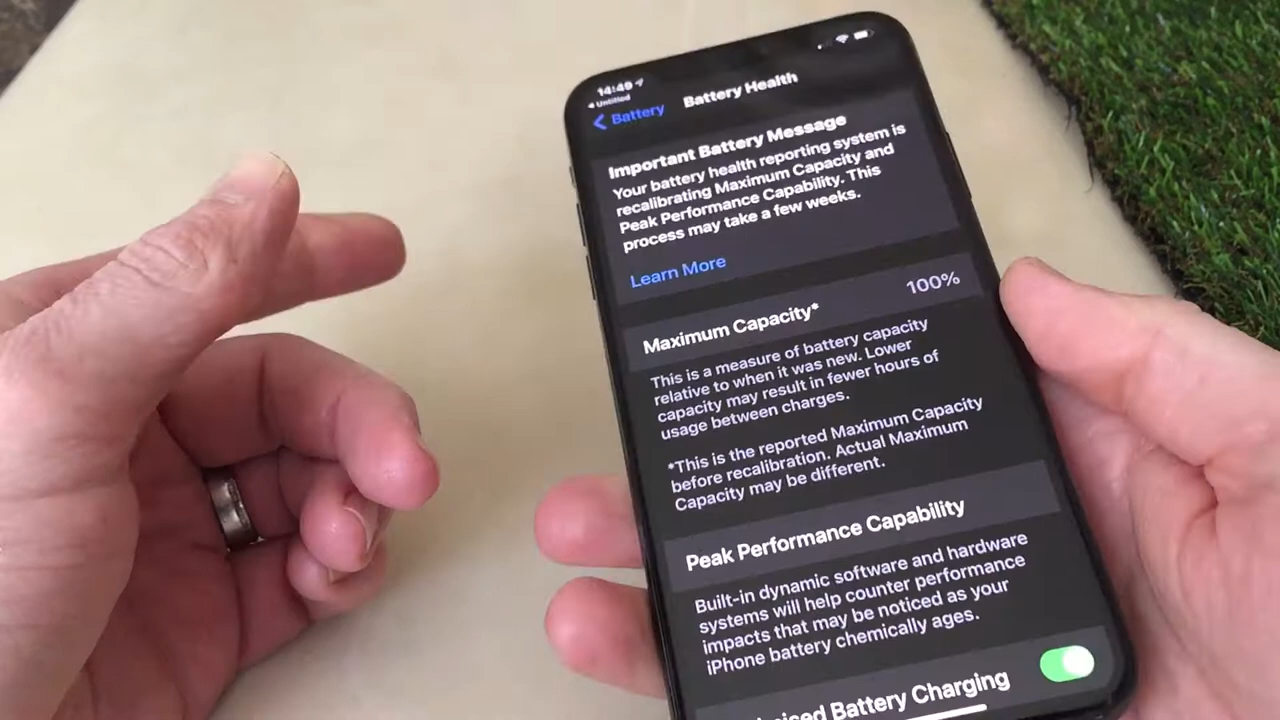 14:49
Untitled
Battery
Battery Health
Important Battery Message
Your battery health reporting system is
recalibrating Maximum Capacity and
Peak Performance Capability. This
process may take a few weeks.
Learn More
Maximum Capacity* 100%
This is a measure of battery capacity
relative to when it was new. Lower
capacity may result in fewer hours of
usage between charges.
*This is the reported Maximum Capacity
before recalibration. Actual Maximum
Capacity may be different.
Peak Performance Capability
Built-in dynamic software and hardware
systems will help counter performance
impacts that may be noticed as your
iPhone battery chemically ages.
Battery Charging